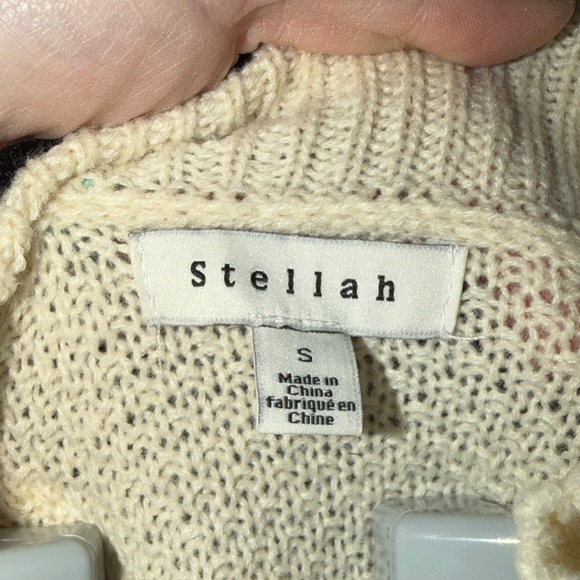 Stellah
S
Made in
China
fabriqué en
Chine